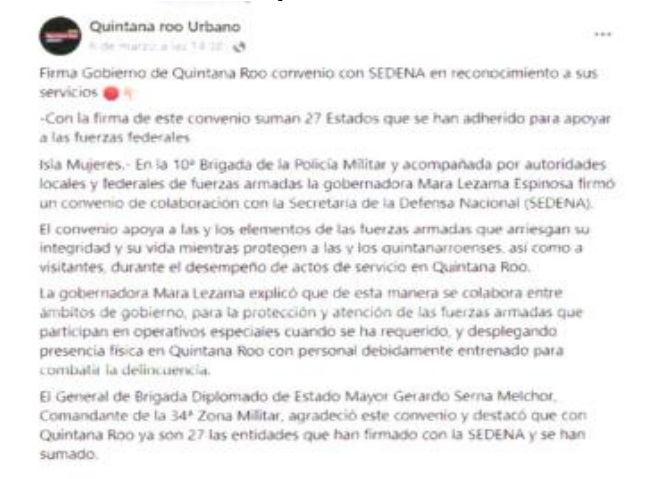 Quintana roo Urbano
6 de marzo a las 14:10
Firma Gobierno de Quintana Roo convenio con SEDENA en reconocimiento a sus
servicios
-Con la firma de este convenio suman 27 Estados que se han adherido para apoyar
a las fuerzas federales
Isla Mujeres.- En la 10ª Brigada de la Policía Militar y acompañada por autoridades
locales y federales de fuerzas armadas la gobernadora Mara Lezama Espinosa firmó
un convenio de colaboración con la Secretaría de la Defensa Nacional (SEDENA).
El convenio apoya a las y los elementos de las fuerzas armadas que arriesgan su
integridad y su vida mientras protegen a las y los quintanarroenses, así como a
visitantes, durante el desempeño de actos de servicio en Quintana Roo.
La gobernadora Mara Lezama explicó que de esta manera se colabora entre
ámbitos de gobierno, para la protección y atención de las fuerzas armadas que
participan en operativos especiales cuando se ha requerido, y desplegando
presencia física en Quintana Roo con personal debidamente entrenado para
combatir la delincuencia.
El General de Brigada Diplomado de Estado Mayor Gerardo Serna Melchor,
Comandante de la 34ª Zona Militar, agradeció este convenio y destacó que con
Quintana Roo ya son 27 las entidades que han firmado con la SEDENA y se han
sumado.